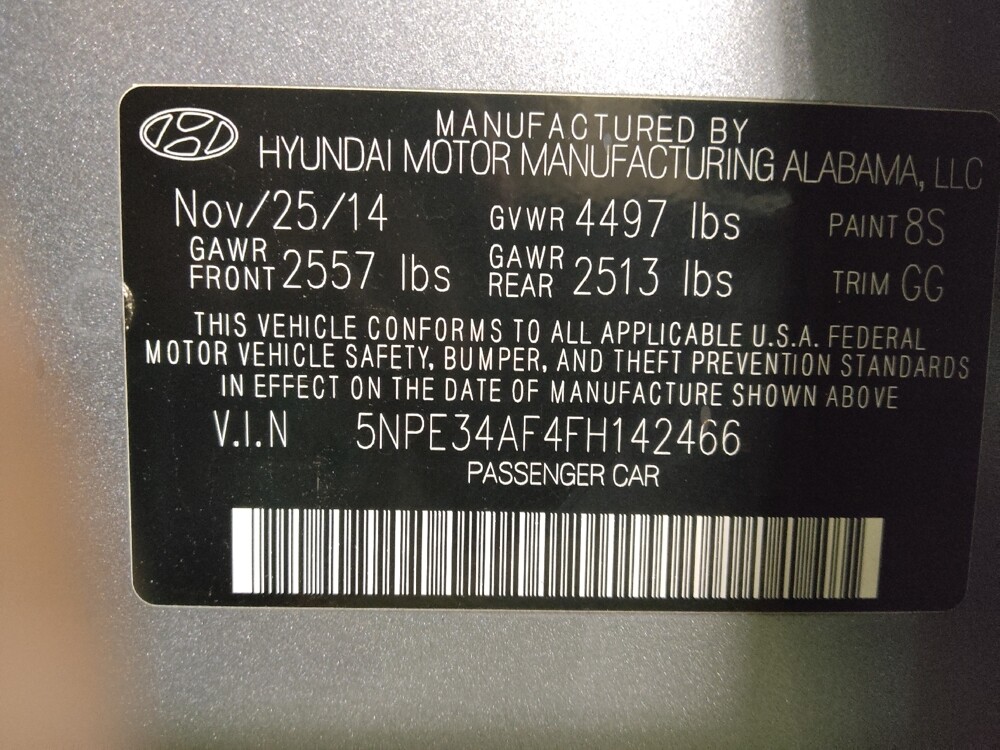 MANUFACTURED BY
HYUNDAI MOTOR MANUFACTURING ALABAMA, LLC
Nov/25/14 GVWR 4497 lbs PAINT 8S
GAWR FRONT 2557 lbs GAWR REAR 2513 lbs TRIM GG
THIS VEHICLE CONFORMS TO ALL APPLICABLE U.S.A. FEDERAL
MOTOR VEHICLE SAFETY, BUMPER, AND THEFT PREVENTION STANDARDS
IN EFFECT ON THE DATE OF MANUFACTURE SHOWN ABOVE
V.I.N 5NPE34AF4FH142466
PASSENGER CAR